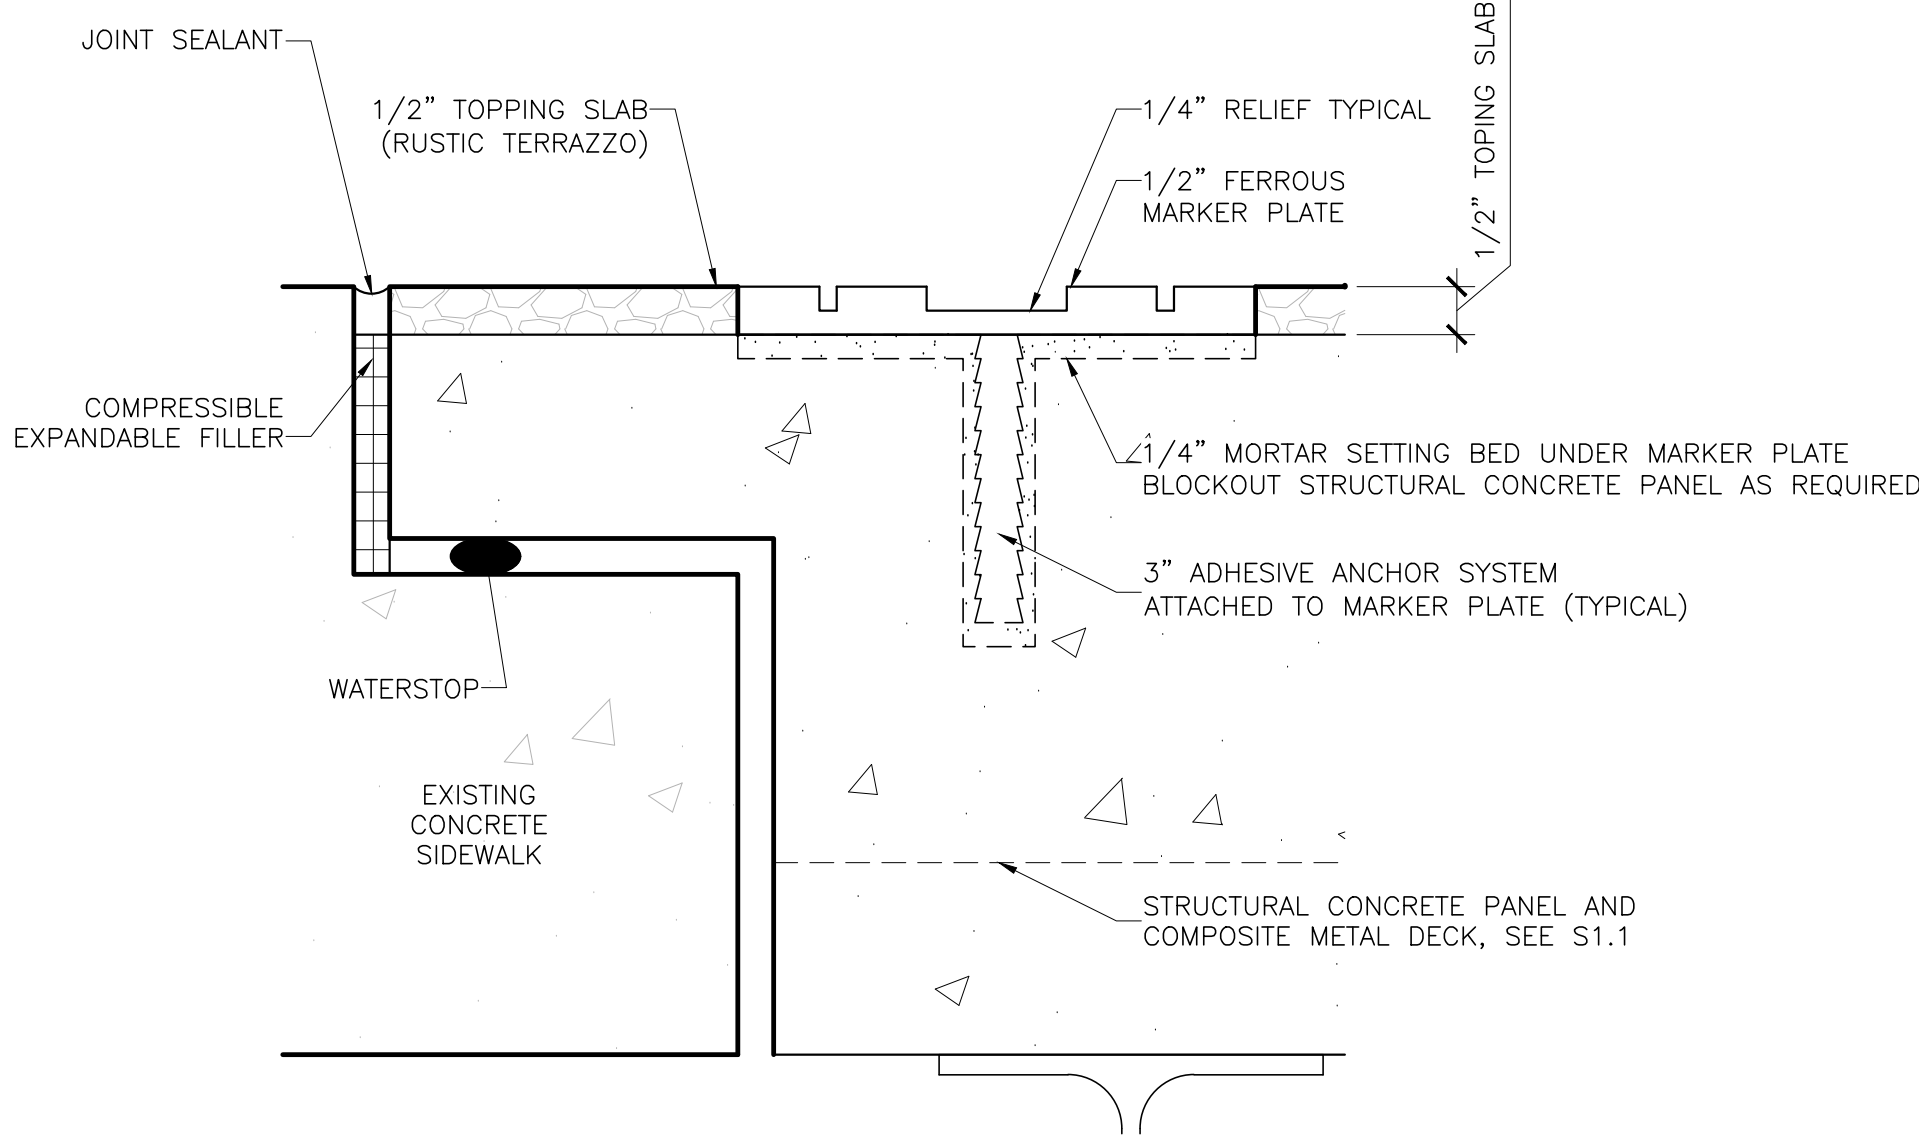 JOINT SEALANT
1/2” TOPPING SLAB
(RUSTIC TERRAZZO)
1/4” RELIEF TYPICAL
1/2” FERROUS
MARKER PLATE
1/2” TOPING SLAB
COMPRESSIBLE
EXPANDABLE FILLER
1/4” MORTAR SETTING BED UNDER MARKER PLATE
BLOCKOUT STRUCTURAL CONCRETE PANEL AS REQUIRED
3” ADHESIVE ANCHOR SYSTEM
ATTACHED TO MARKER PLATE (TYPICAL)
WATERSTOP
EXISTING
CONCRETE
SIDEWALK
STRUCTURAL CONCRETE PANEL AND
COMPOSITE METAL DECK, SEE S1.1